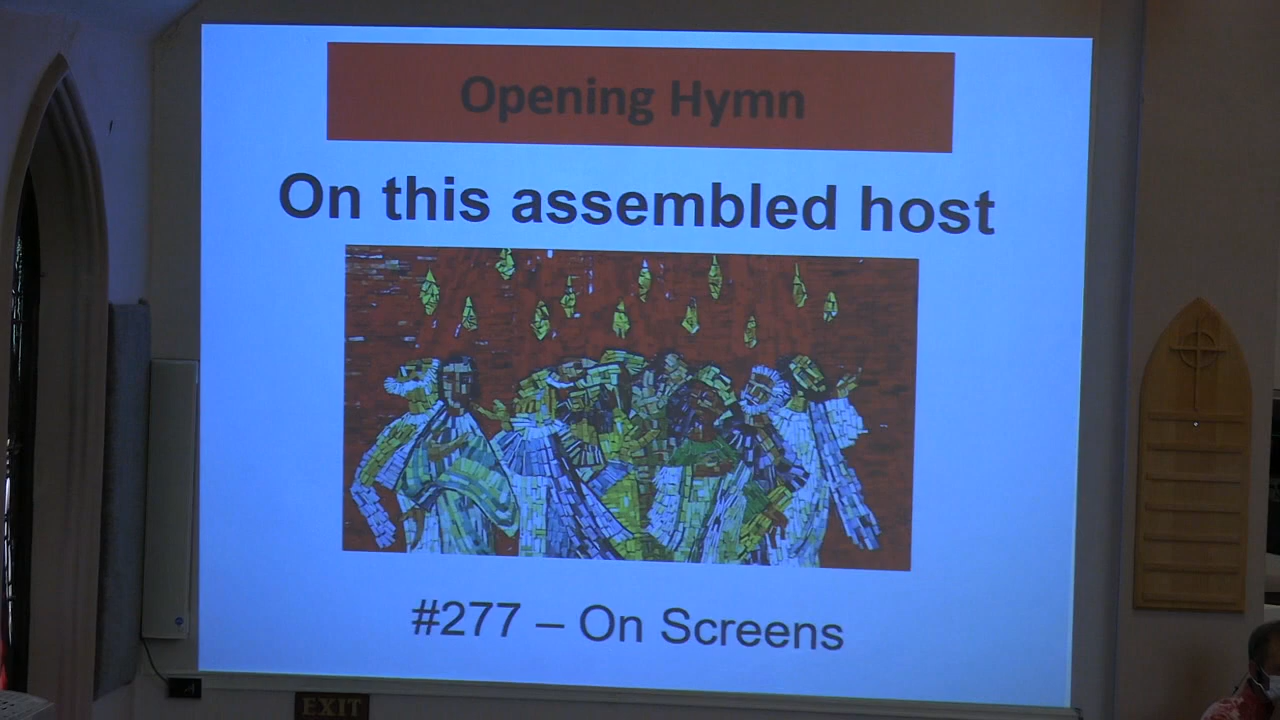 Opening Hymn
On this assembled host
#277 – On Screens
EXIT